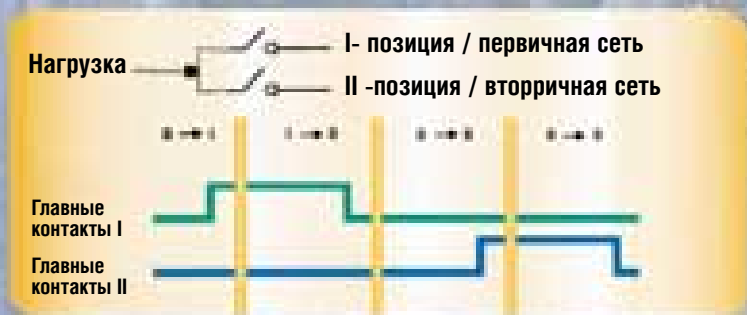 I- позиция / первичная сеть
Нагрузка
II -позиция / вторричная сеть
Главные
контакты I
Главные
контакты II